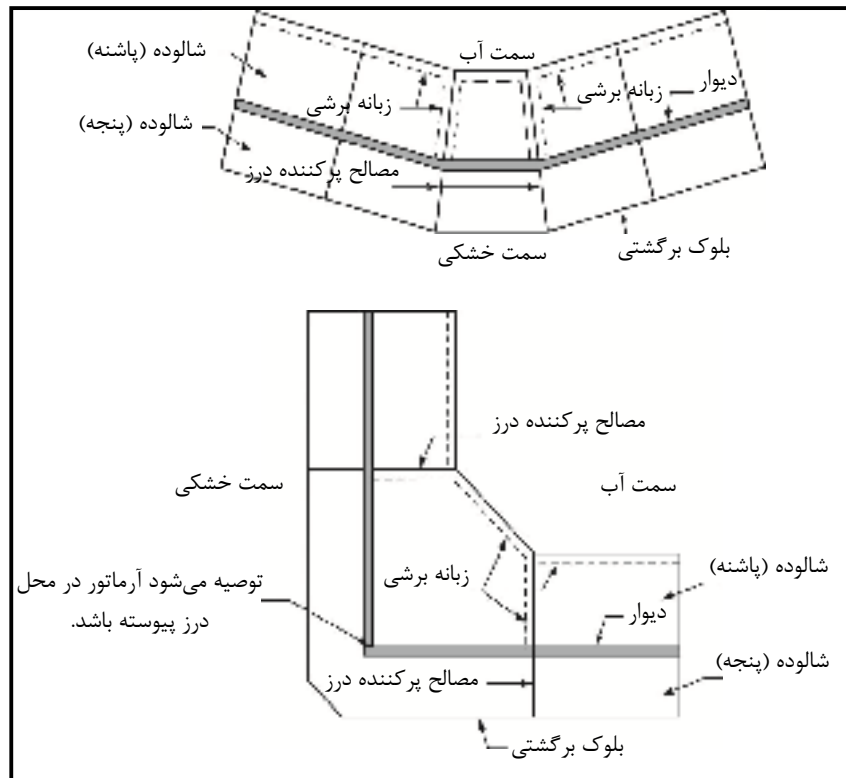 سمت آب
شالوده (پاشنه)
دیوار
زبانه برشی
زبانه برشی
شالوده (پنجه)
مصالح پرکننده درز
بلوک برگشتی
سمت خشکی
مصالح پرکننده درز
سمت آب
سمت خشکی
زبانه برشی
شالوده (پاشنه)
توصیه می‌شود آرماتور در محل
درز پیوسته باشد.
دیوار
شالوده (پنجه)
مصالح پرکننده درز
بلوک برگشتی